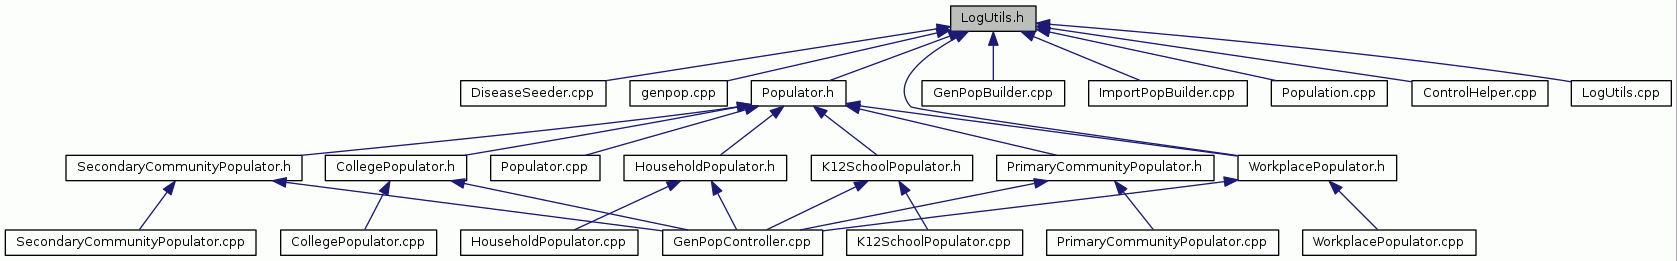 LogUtils.h
DiseaseSeeder.cpp
genpop.cpp
Populator.h
GenPopBuilder.cpp
ImportPopBuilder.cpp
Population.cpp
ControlHelper.cpp
LogUtils.cpp
SecondaryCommunityPopulator.h
CollegePopulator.h
Populator.cpp
HouseholdPopulator.h
K12SchoolPopulator.h
PrimaryCommunityPopulator.h
WorkplacePopulator.h
SecondaryCommunityPopulator.cpp
CollegePopulator.cpp
HouseholdPopulator.cpp
GenPopController.cpp
K12SchoolPopulator.cpp
PrimaryCommunityPopulator.cpp
WorkplacePopulator.cpp